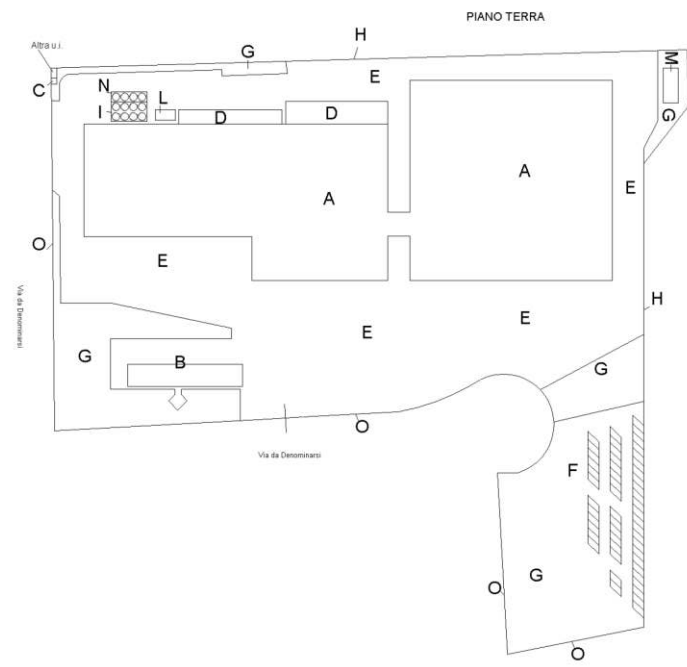 PIANO TERRA
Altra u.i.
G
H
M
E
C
N
L
I
D
D
G
A
A
E
O
E
H
Via da Denominarsi
E
E
G
B
G
O
Via da Denominarsi
F
G
O
O